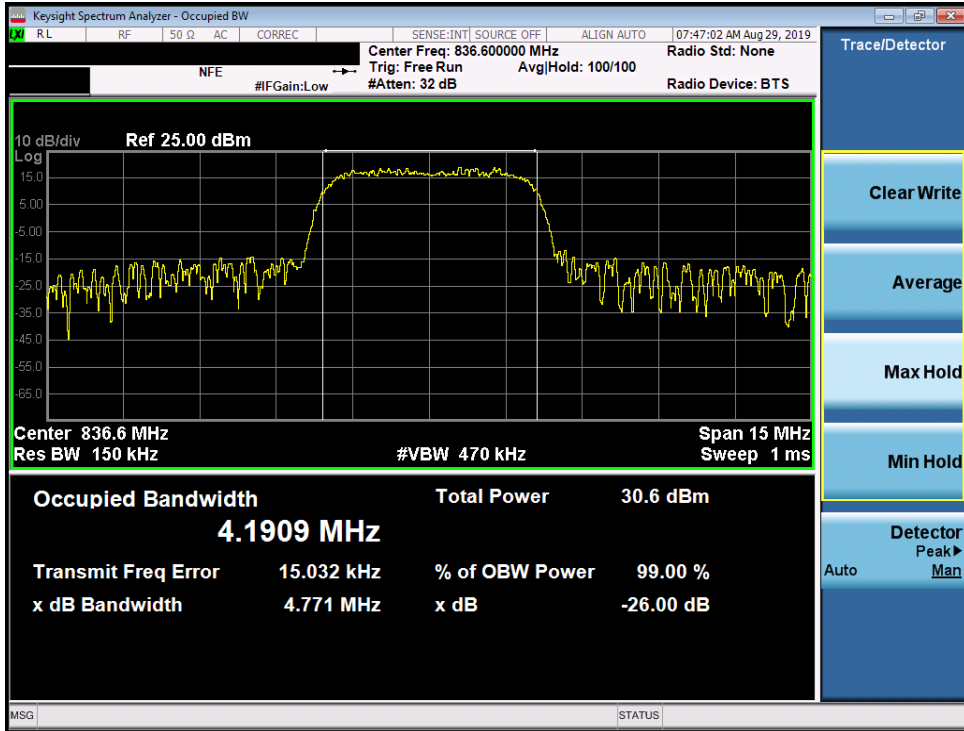 Keysight Spectrum Analyzer - Occupied BW
LXI RL RF 50 Ω AC CORREC SENSE:INT SOURCE OFF ALIGN AUTO 07:47:02 AM Aug 29, 2019
Center Freq: 836.600000 MHz Radio Std: None
NFE Trig: Free Run Avg|Hold: 100/100
#IFGain:Low #Atten: 32 dB Radio Device: BTS
10 dB/div Ref 25.00 dBm
Log
15.0
5.00
-5.00
-15.0
-25.0
-35.0
-45.0
-55.0
-65.0
Center 836.6 MHz Span 15 MHz
Res BW 150 kHz #VBW 470 kHz Sweep 1 ms
Occupied Bandwidth Total Power 30.6 dBm
4.1909 MHz
Transmit Freq Error 15.032 kHz % of OBW Power 99.00 %
x dB Bandwidth 4.771 MHz x dB -26.00 dB
Trace/Detector
Clear Write
Average
Max Hold
Min Hold
Detector
Peak▶
Auto Man
MSG STATUS